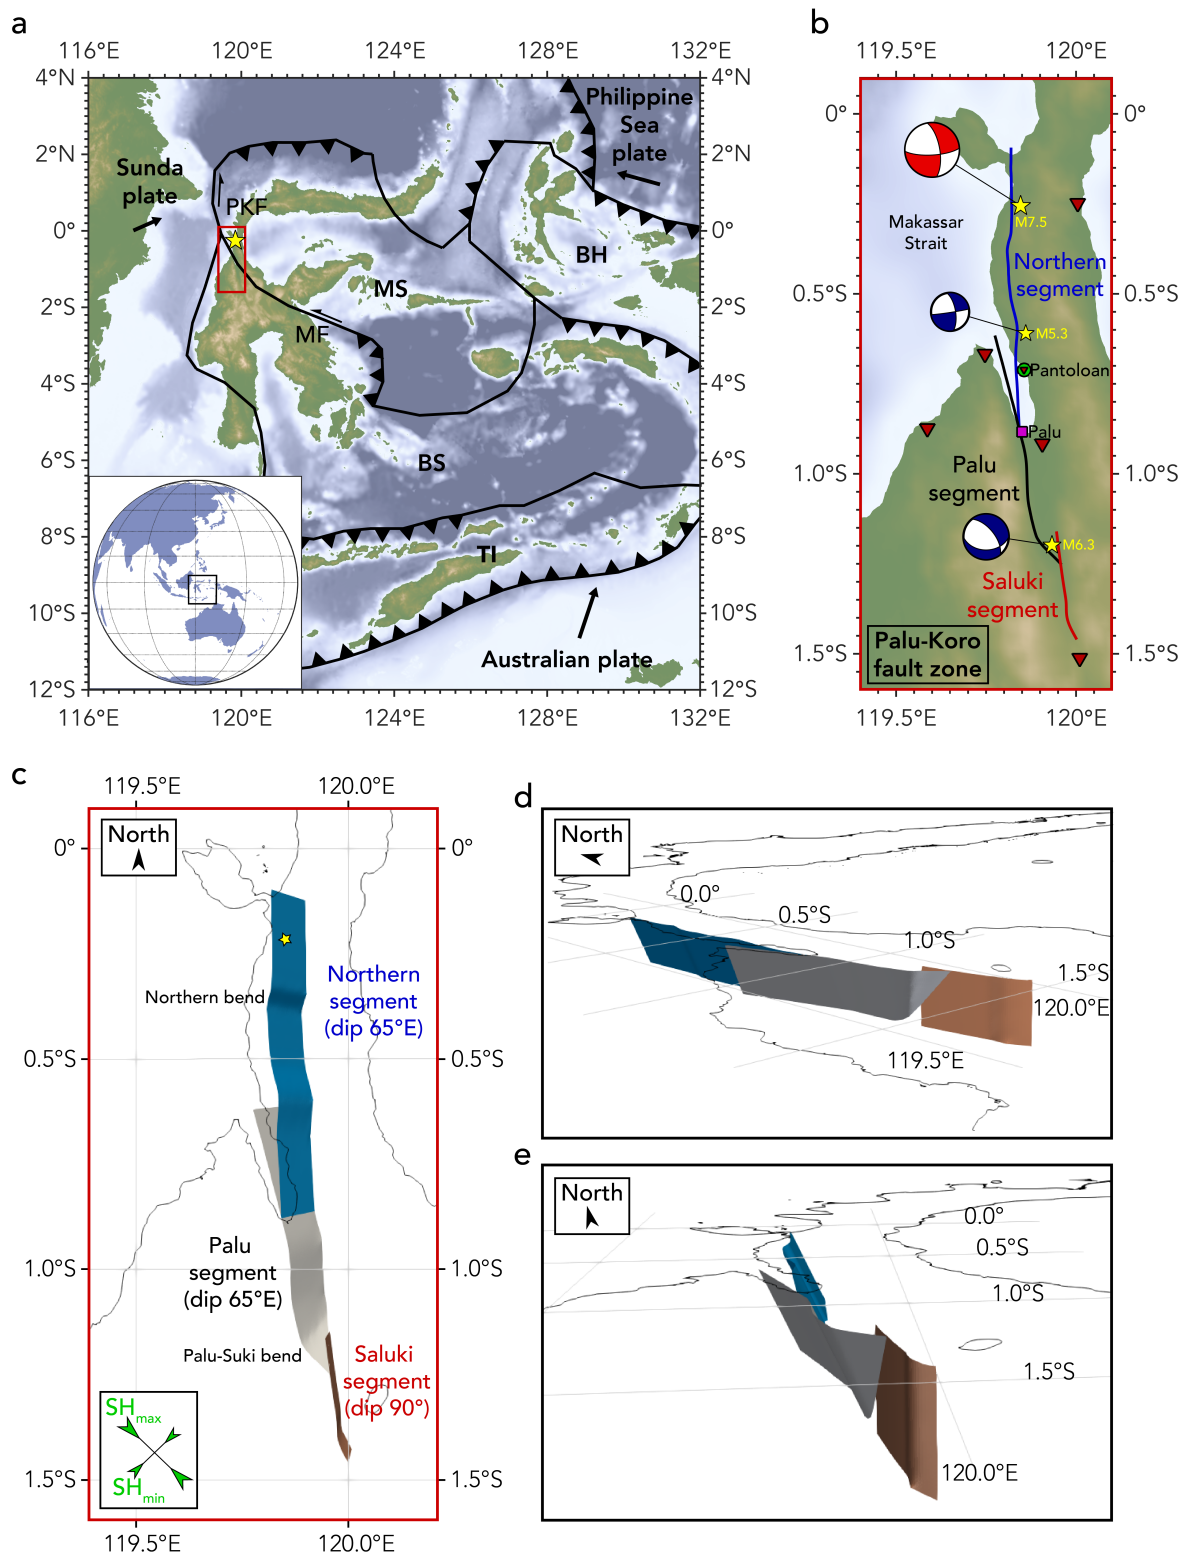 a
116°E 120°E 124°E 128°E 132°E
4°N
2°N
0°
2°S
4°S
6°S
8°S
10°S
12°S
4°N
2°N
0°
2°S
4°S
6°S
8°S
10°S
12°S
116°E 120°E 124°E 128°E 132°E
Philippine
Sea
plate
Sunda
plate
PKF
BH
MS
MF
BS
TI
Australian plate
b
119.5°E 120°E
0°
0.5°S
1.0°S
1.5°S
0°
0.5°S
1.0°S
1.5°S
119.5°E 120°E
M7.5
Makassar
Strait
Northern
segment
M5.3
Pantoloan
Palu
Palu
segment
M6.3
Saluki
segment
Palu-Koro
fault zone
c
119.5°E 120.0°E
North
0°
0.5°S
1.0°S
1.5°S
0°
0.5°S
1.0°S
1.5°S
Northern bend
Northern
segment
(dip 65°E)
Palu
segment
(dip 65°E)
Palu-Suki bend
Saluki
segment
(dip 90°)
SHmax
SHmin
119.5°E 120.0°E
d
North
0.0°
0.5°S
1.0°S
1.5°S
120.0°E
119.5°E
e
North
0.0°
0.5°S
1.0°S
1.5°S
120.0°E